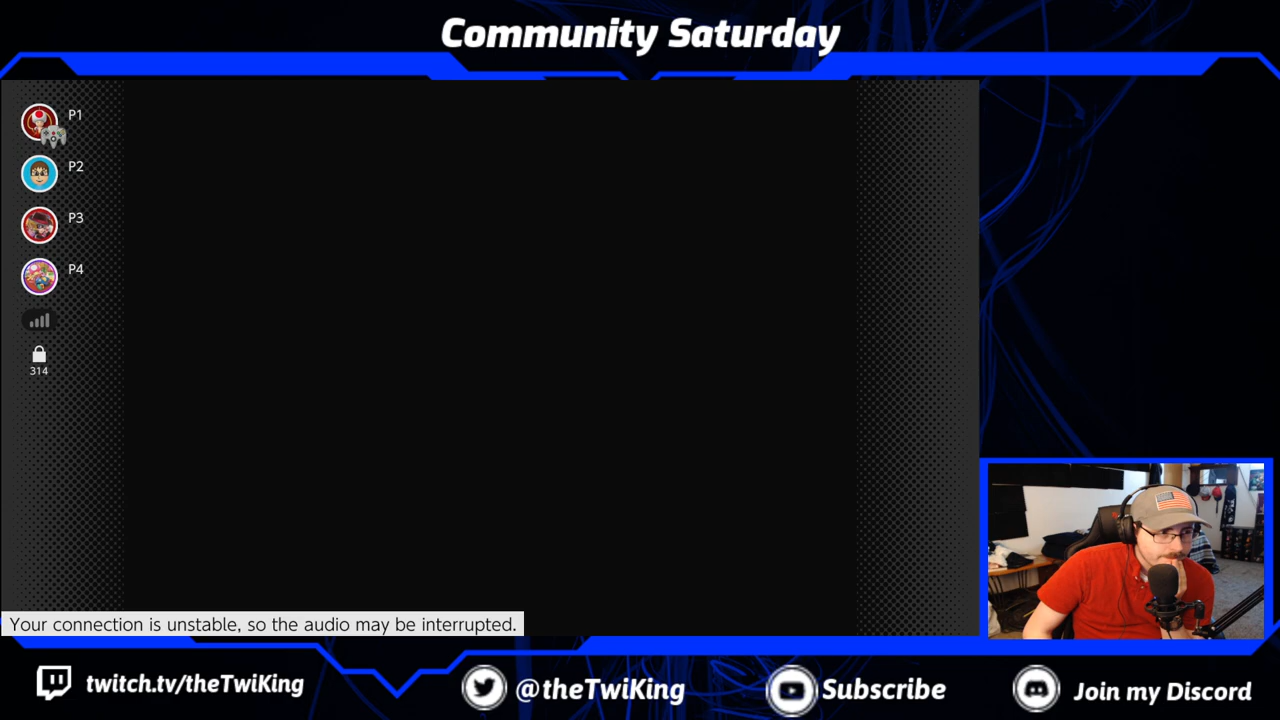 Community Saturday
P1
P2
P3
P4
314
Your connection is unstable, so the audio may be interrupted.
twitch.tv/theTwiKing
@theTwiKing
Subscribe
Join my Discord